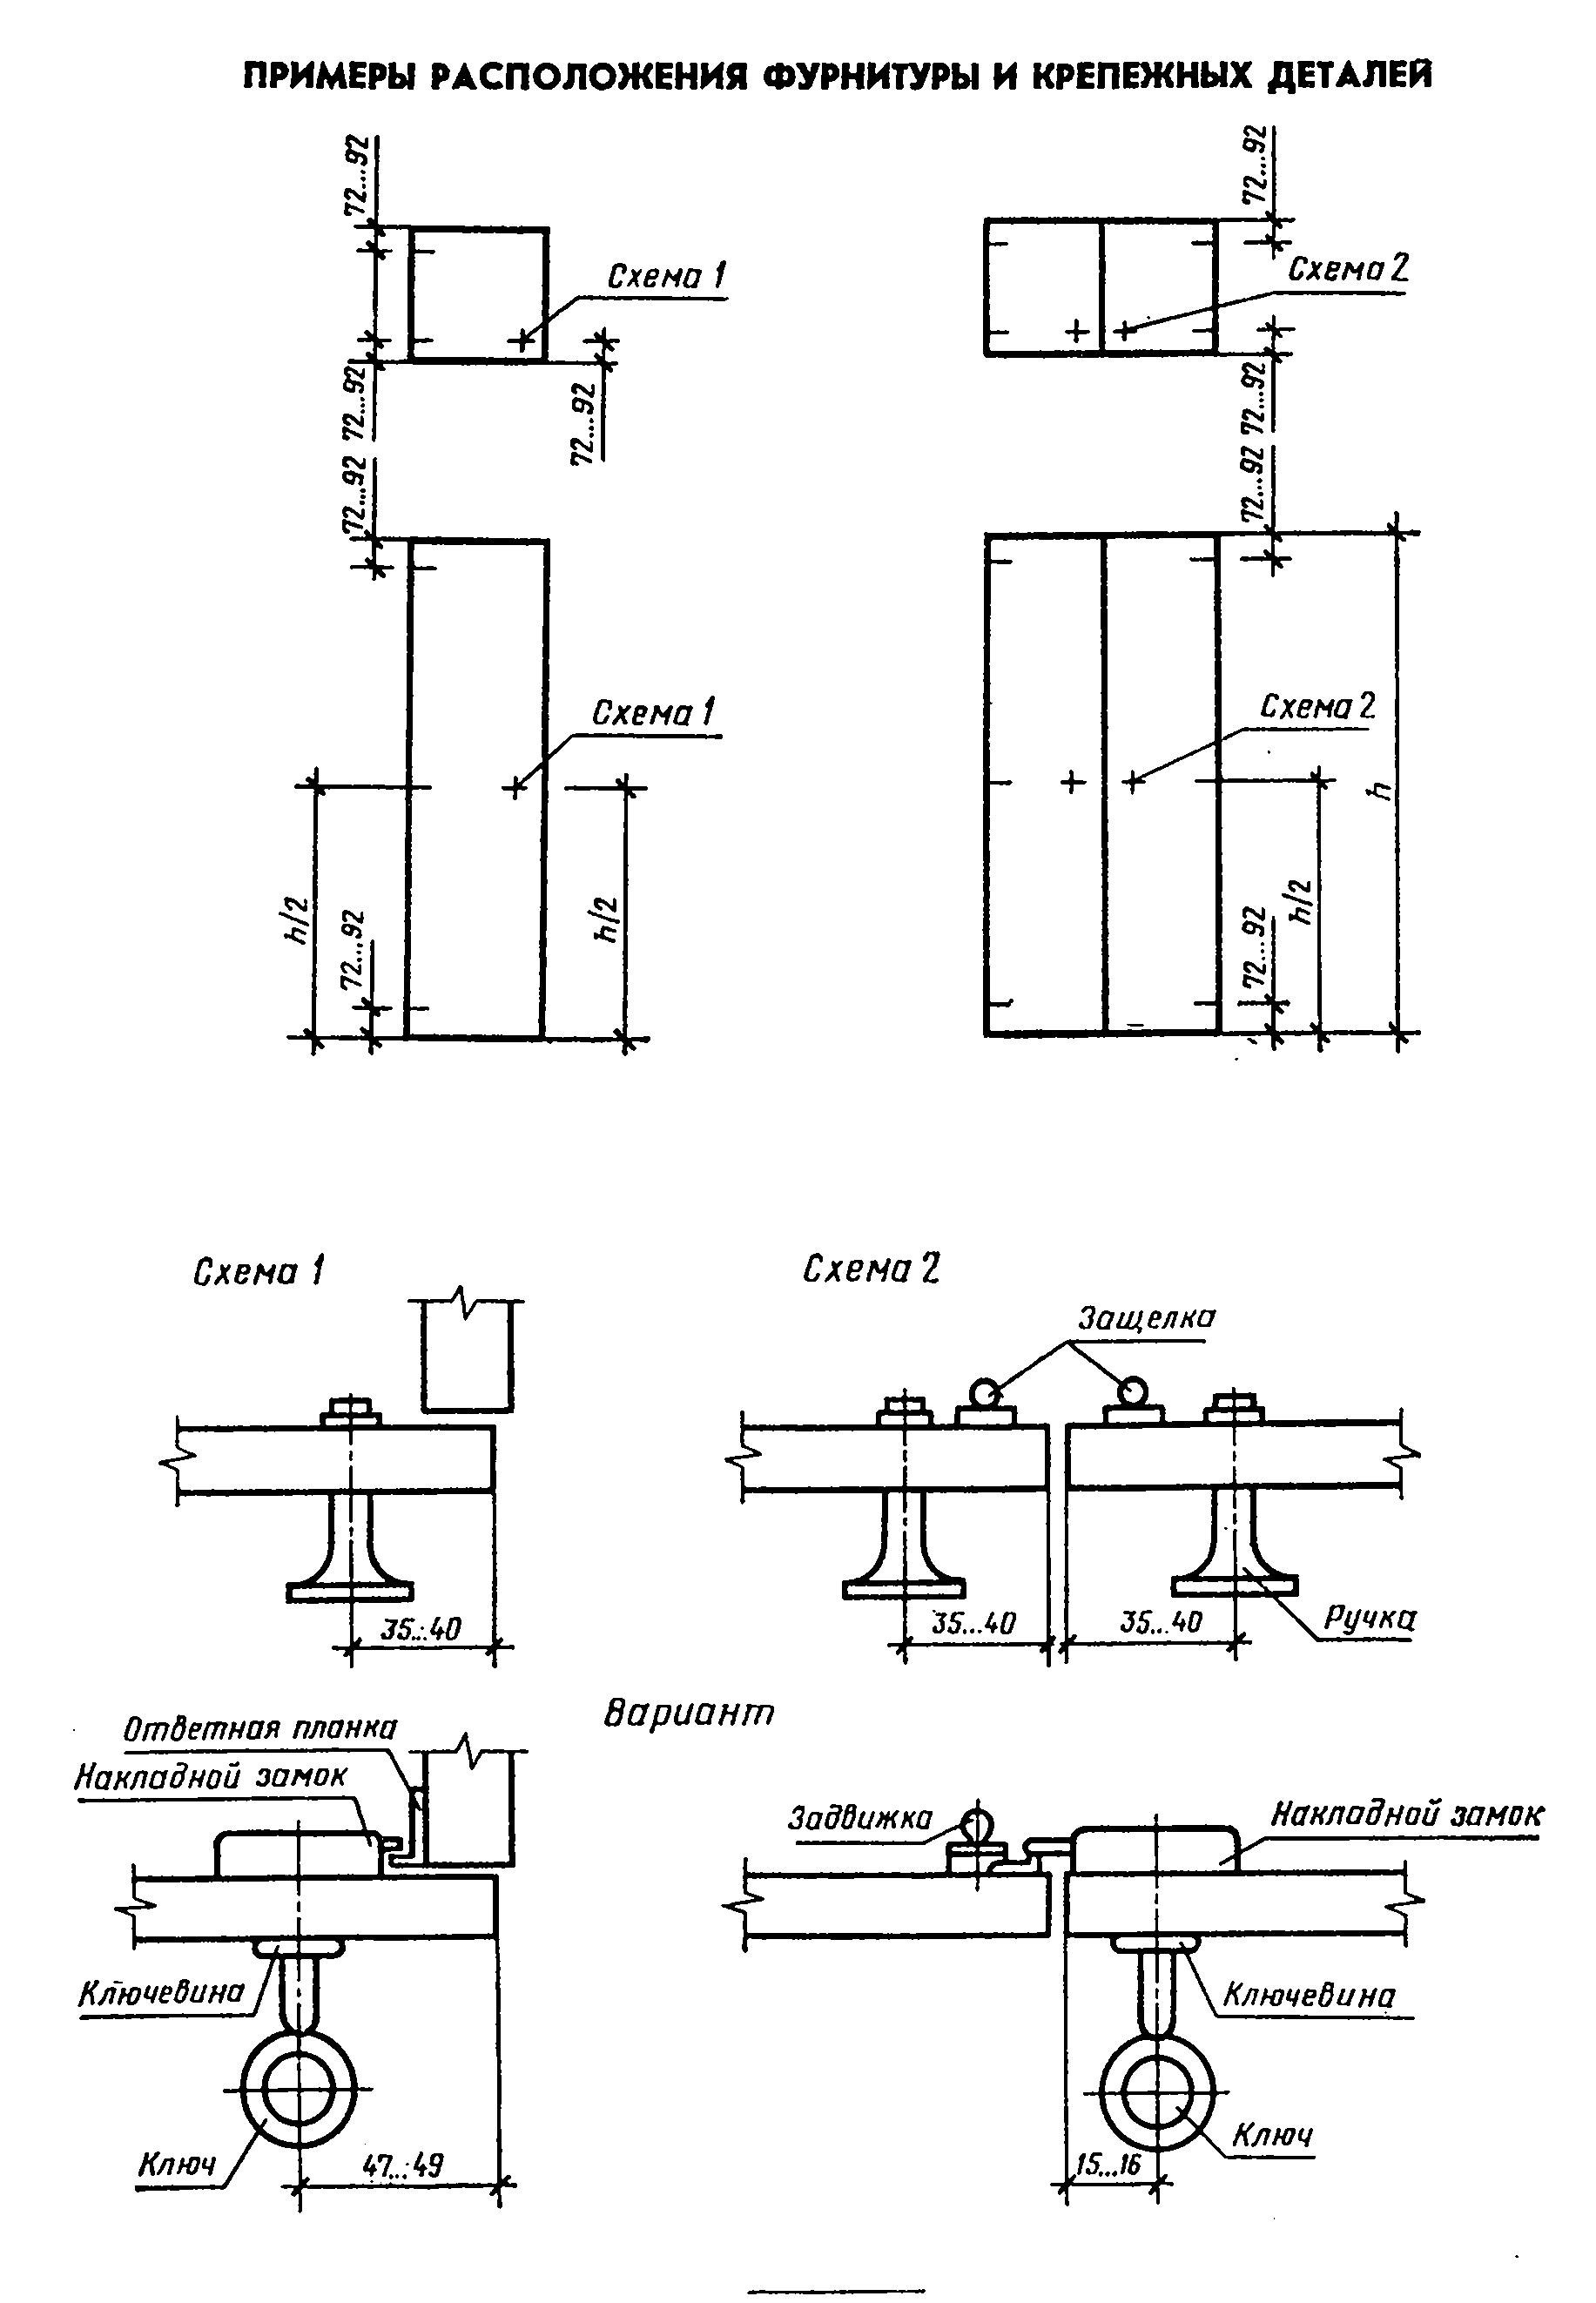 ПРИМЕРЫ РАСПОЛОЖЕНИЯ ФУРНИТУРЫ И КРЕПЕЖНЫХ ДЕТАЛЕЙ
72...92
72...92
Схема 1
Схема 2
72...92
72...92
72...92
72...92
72...92
Схема 1
Схема 2
h
h/2
72...92
h/2
72...92
h/2
Схема 1
Схема 2
Защелка
35...40
35...40
35...40
Ручка
Вариант
Ответная планка
Накладной замок
Задвижка
Накладной замок
Ключевина
Ключевина
Ключ
47...49
15...16
Ключ